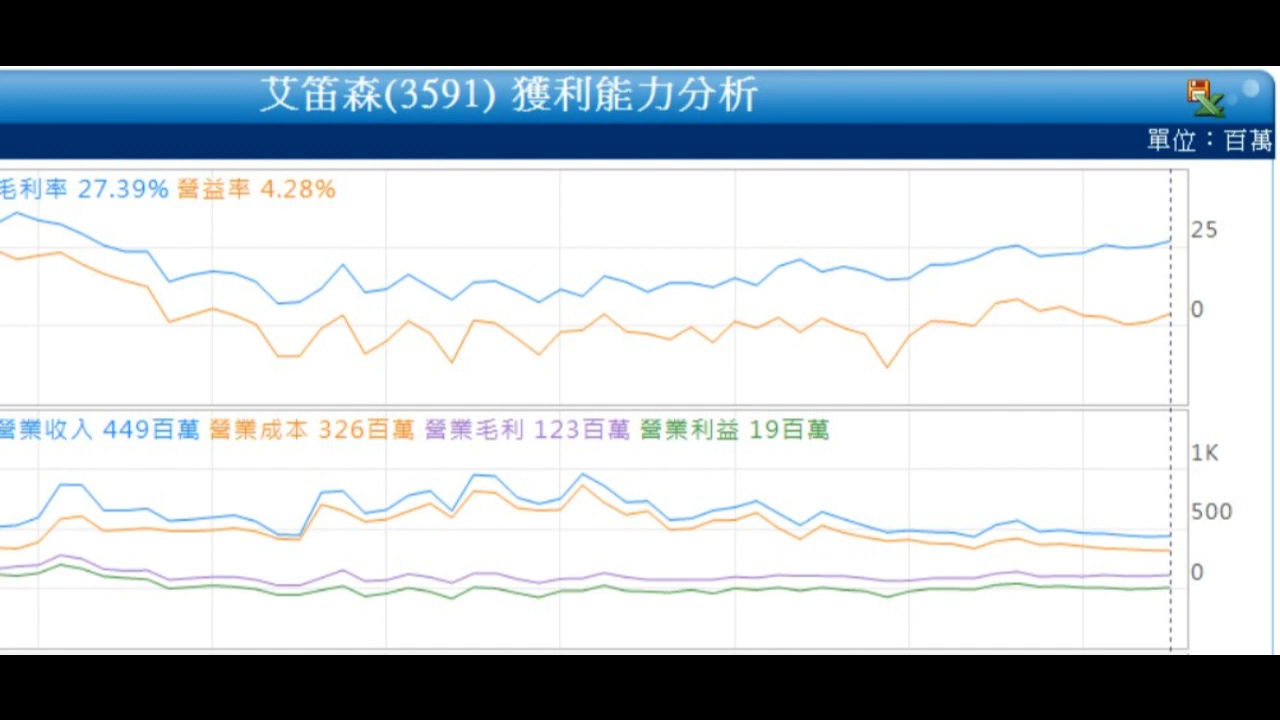 艾笛森(3591) 獲利能力分析
單位：百萬
毛利率 27.39% 營益率 4.28%
25
0
營業收入 449百萬 營業成本 326百萬 營業毛利 123百萬 營業利益 19百萬
1K
500
0